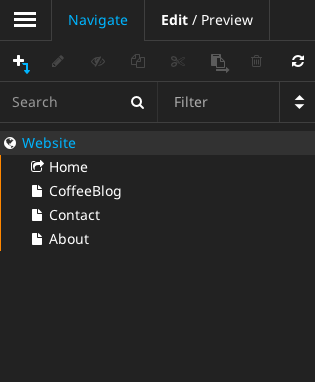 Navigate Edit / Preview
Search Filter
Website
Home
CoffeeBlog
Contact
About